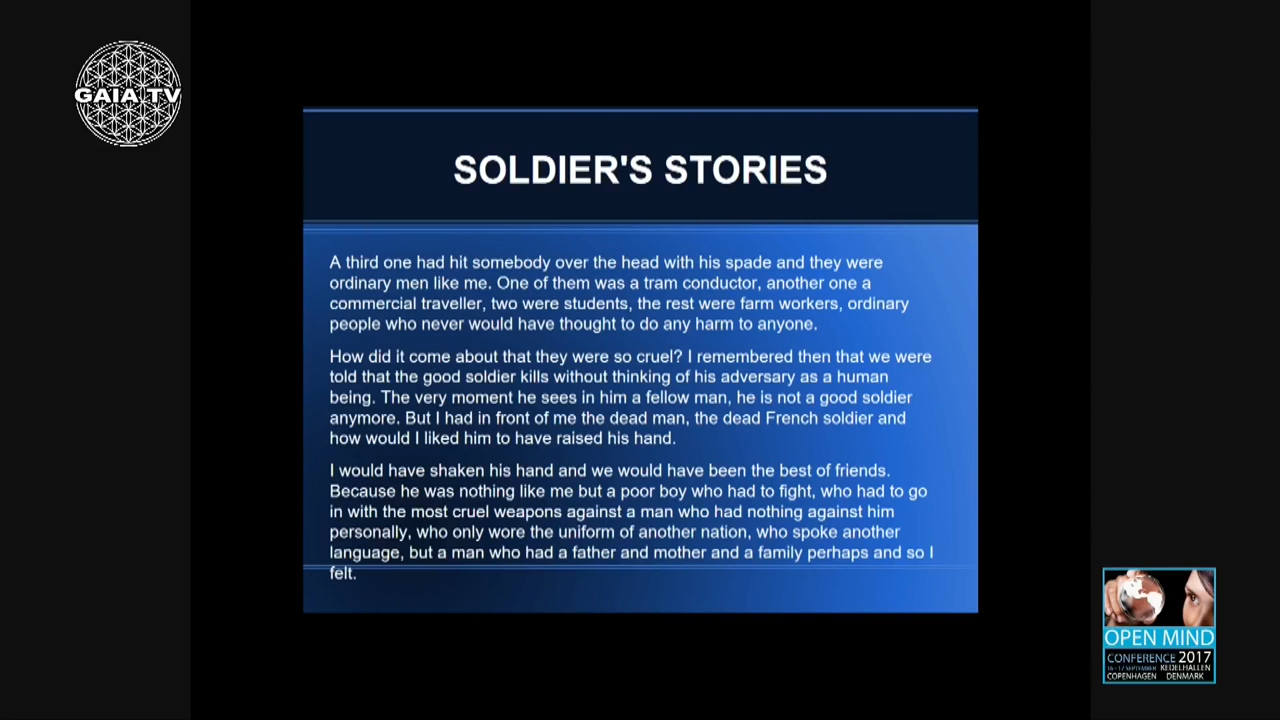 GAIA TV
SOLDIER'S STORIES
A third one had hit somebody over the head with his spade and they were
ordinary men like me. One of them was a tram conductor, another one a
commercial traveller, two were students, the rest were farm workers, ordinary
people who never would have thought to do any harm to anyone.
How did it come about that they were so cruel? I remembered then that we were
told that the good soldier kills without thinking of his adversary as a human
being. The very moment he sees in him a fellow man, he is not a good soldier
anymore. But I had in front of me the dead man, the dead French soldier and
how would I liked him to have raised his hand.
I would have shaken his hand and we would have been the best of friends.
Because he was nothing like me but a poor boy who had to fight, who had to go
in with the most cruel weapons against a man who had nothing against him
personally, who only wore the uniform of another nation, who spoke another
language, but a man who had a father and mother and a family perhaps and so I
felt.
OPEN MIND
CONFERENCE 2017
16 - 17 SEPTEMBER KEDELHALLEN
COPENHAGEN DENMARK